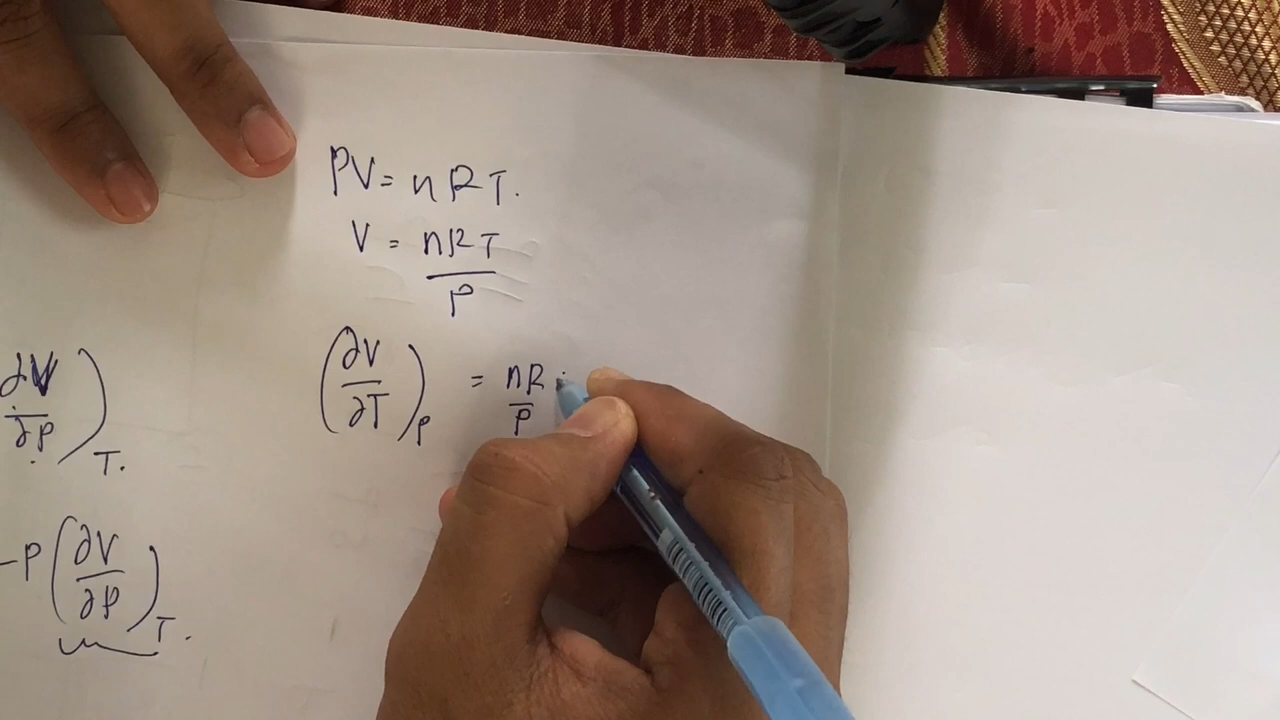 PV = nRT.
V = nRT
P
(∂V/∂T)P = nR/P
∂V/∂P)T.
-P(∂V/∂P)T.